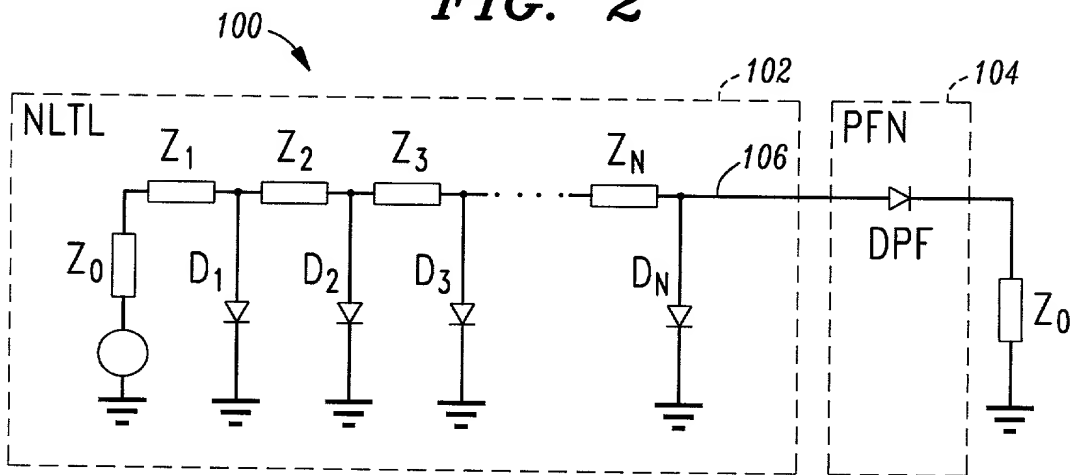 FIG. 2
100
102
104
NLTL
PFN
Z1 Z2 Z3 ZN
106
Z0 D1 D2 D3 DN
DPF
Z0